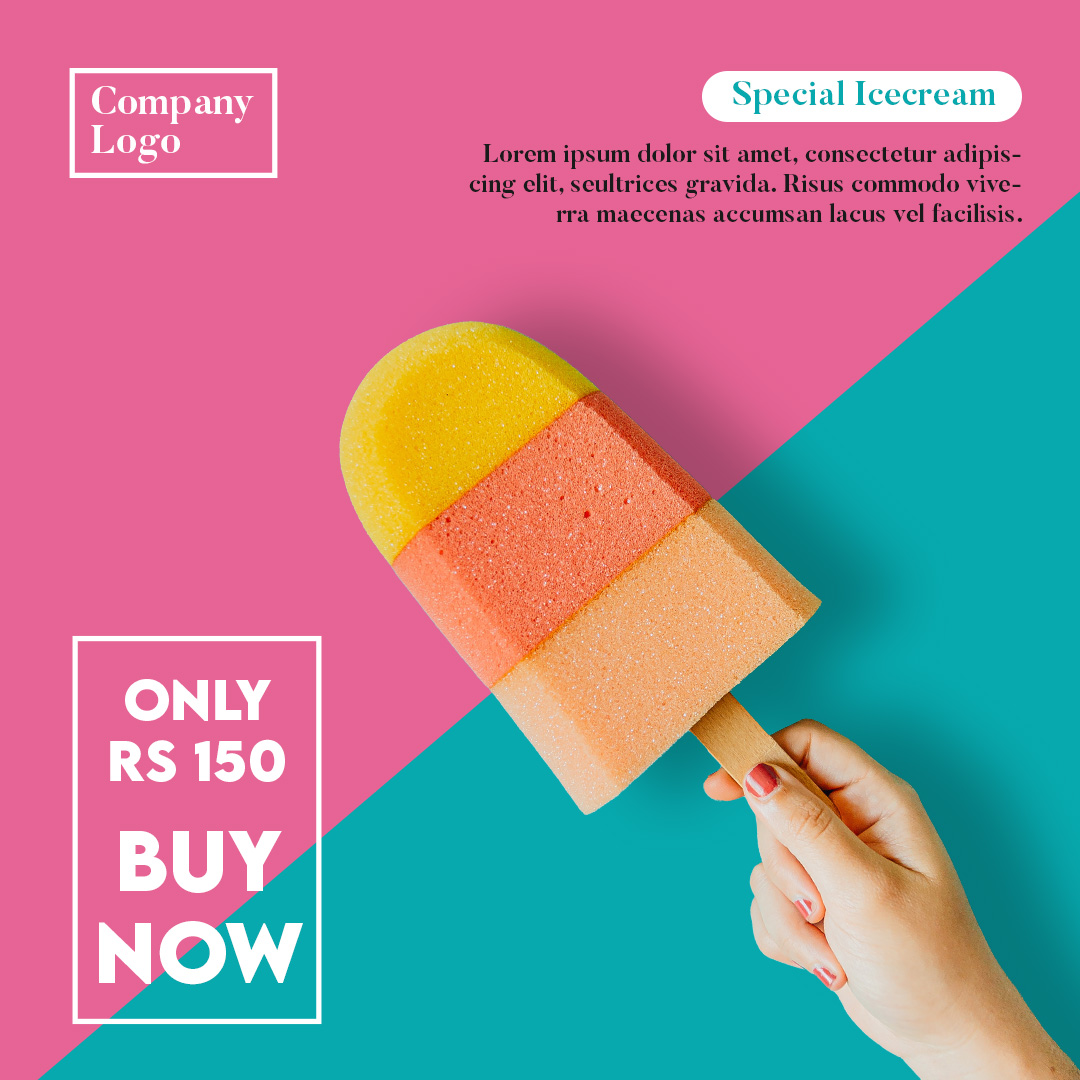 Company
Logo
Special Icecream
Lorem ipsum dolor sit amet, consectetur adipis-
cing elit, seultrices gravida. Risus commodo vive-
rra maecenas accumsan lacus vel facilisis.
ONLY
RS 150
BUY
NOW